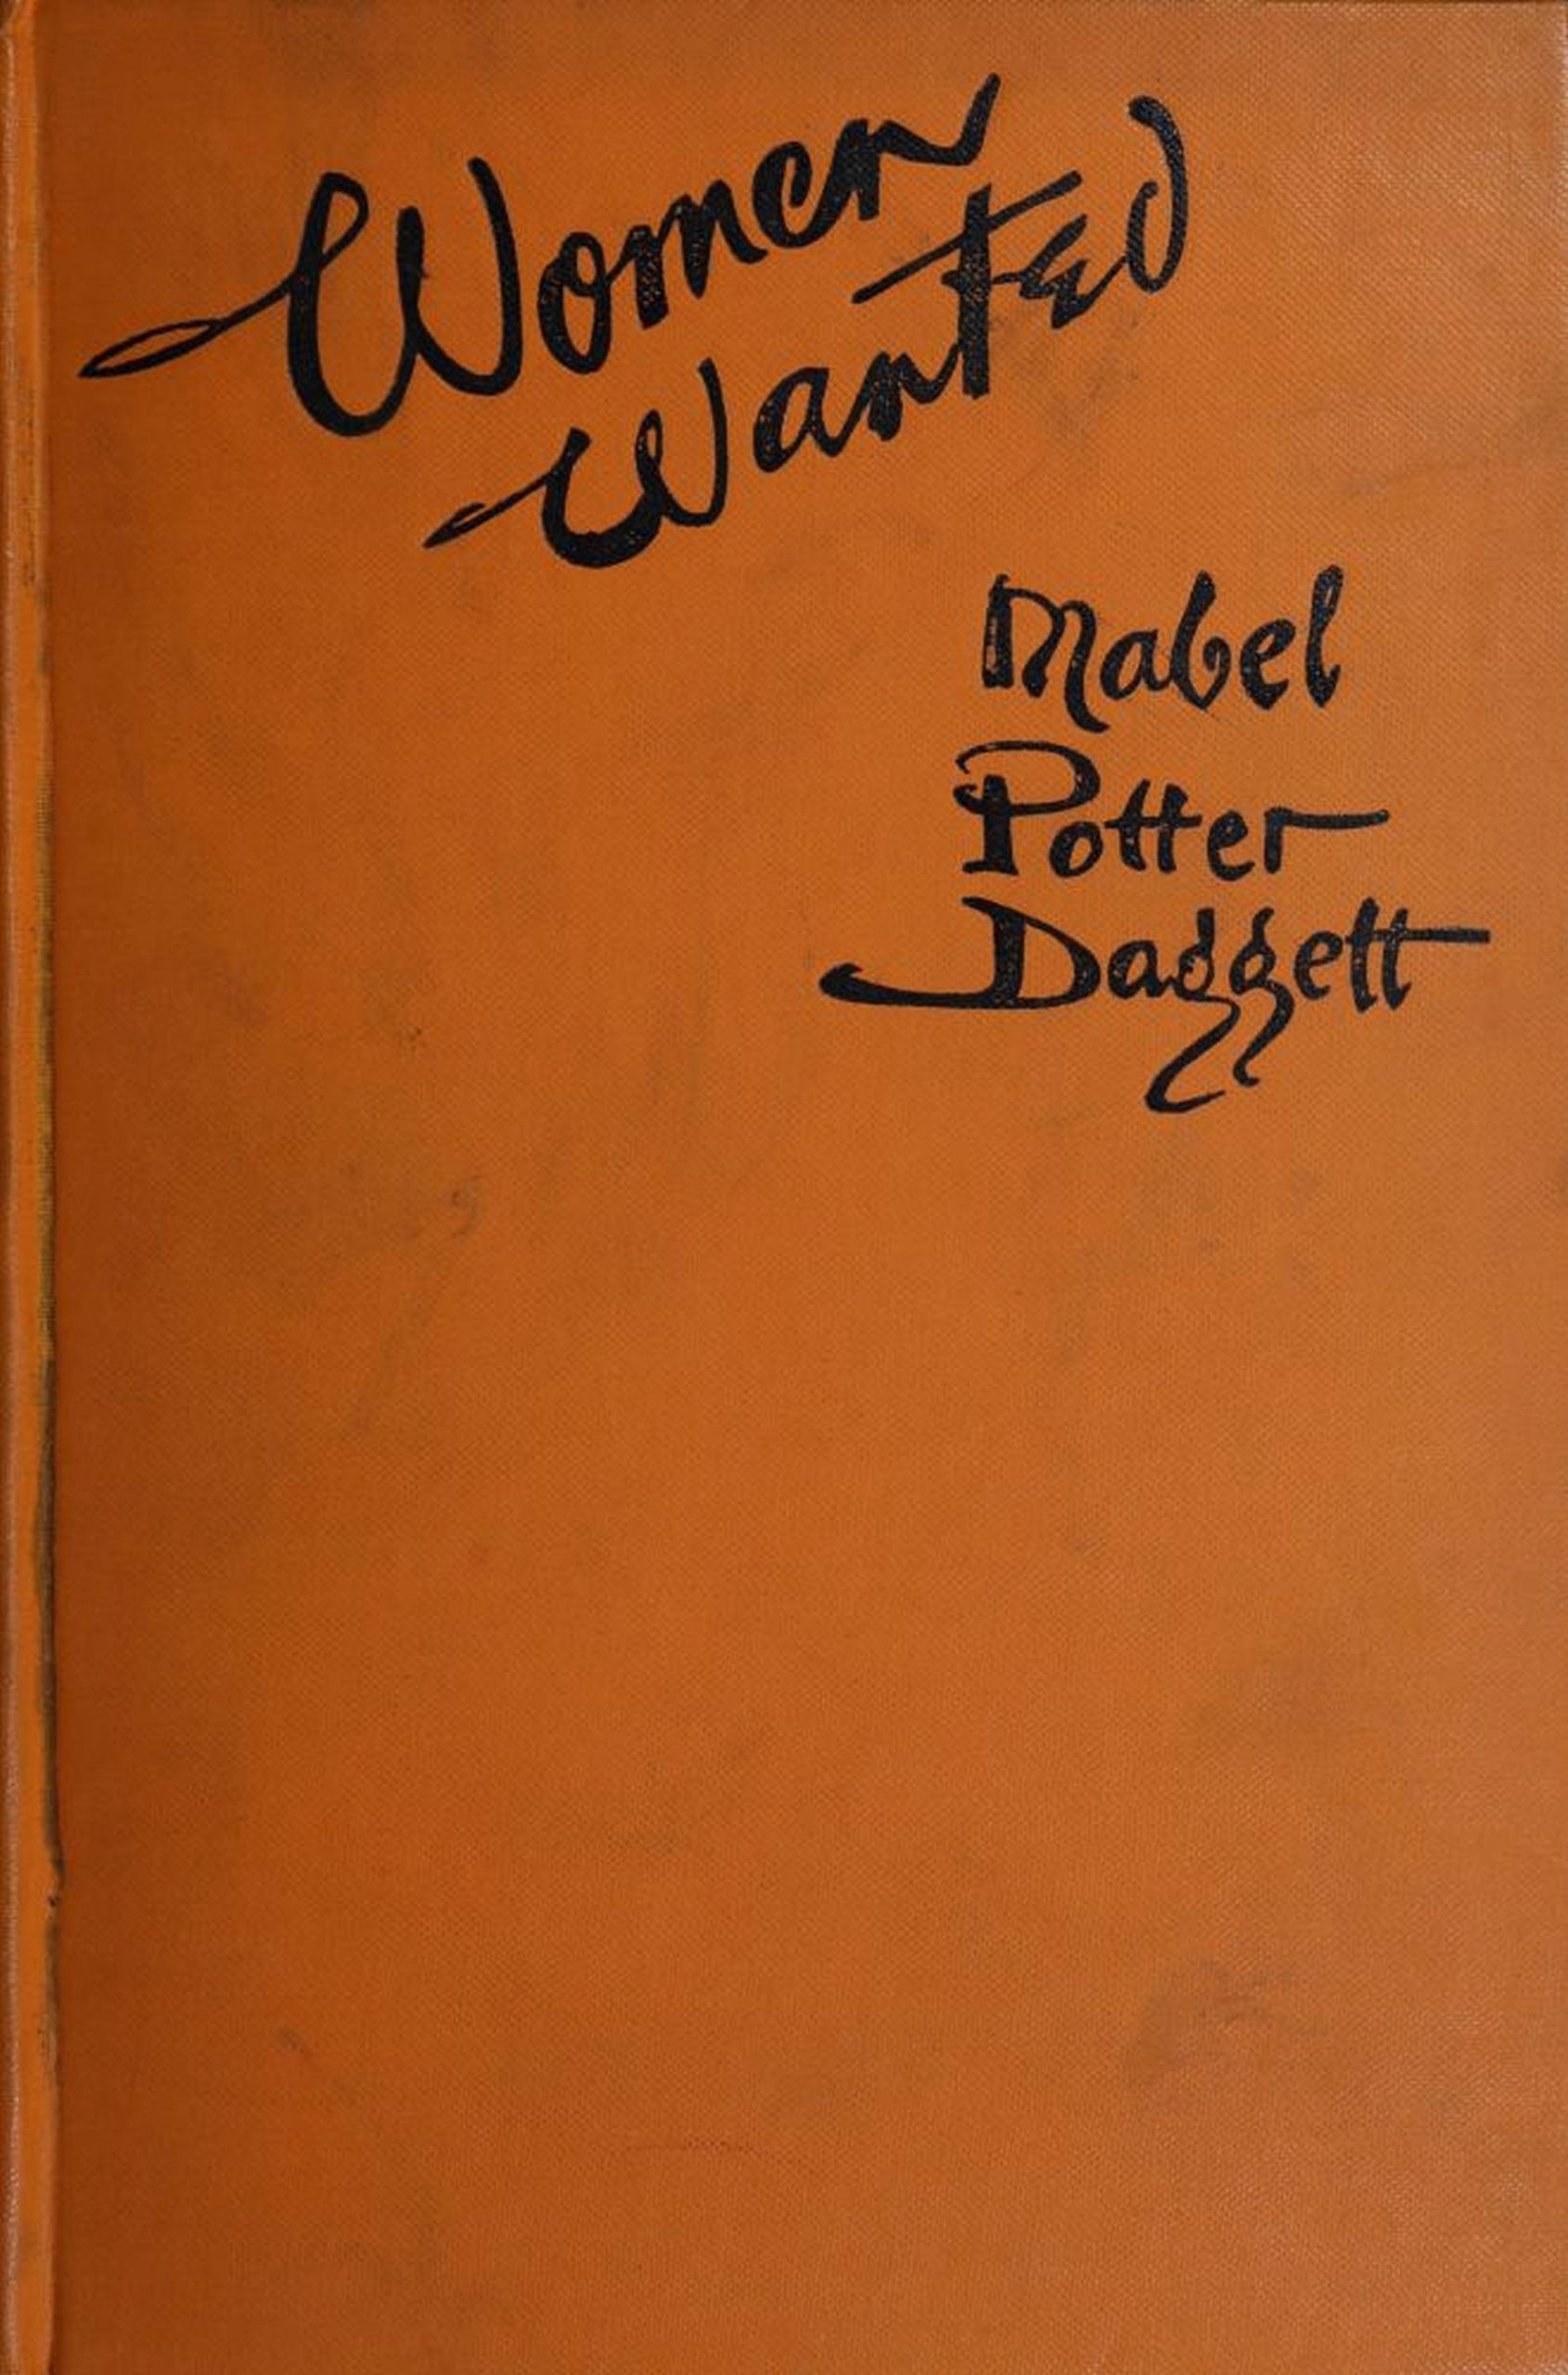 Women
Wanted
Mabel
Potter
Daggett